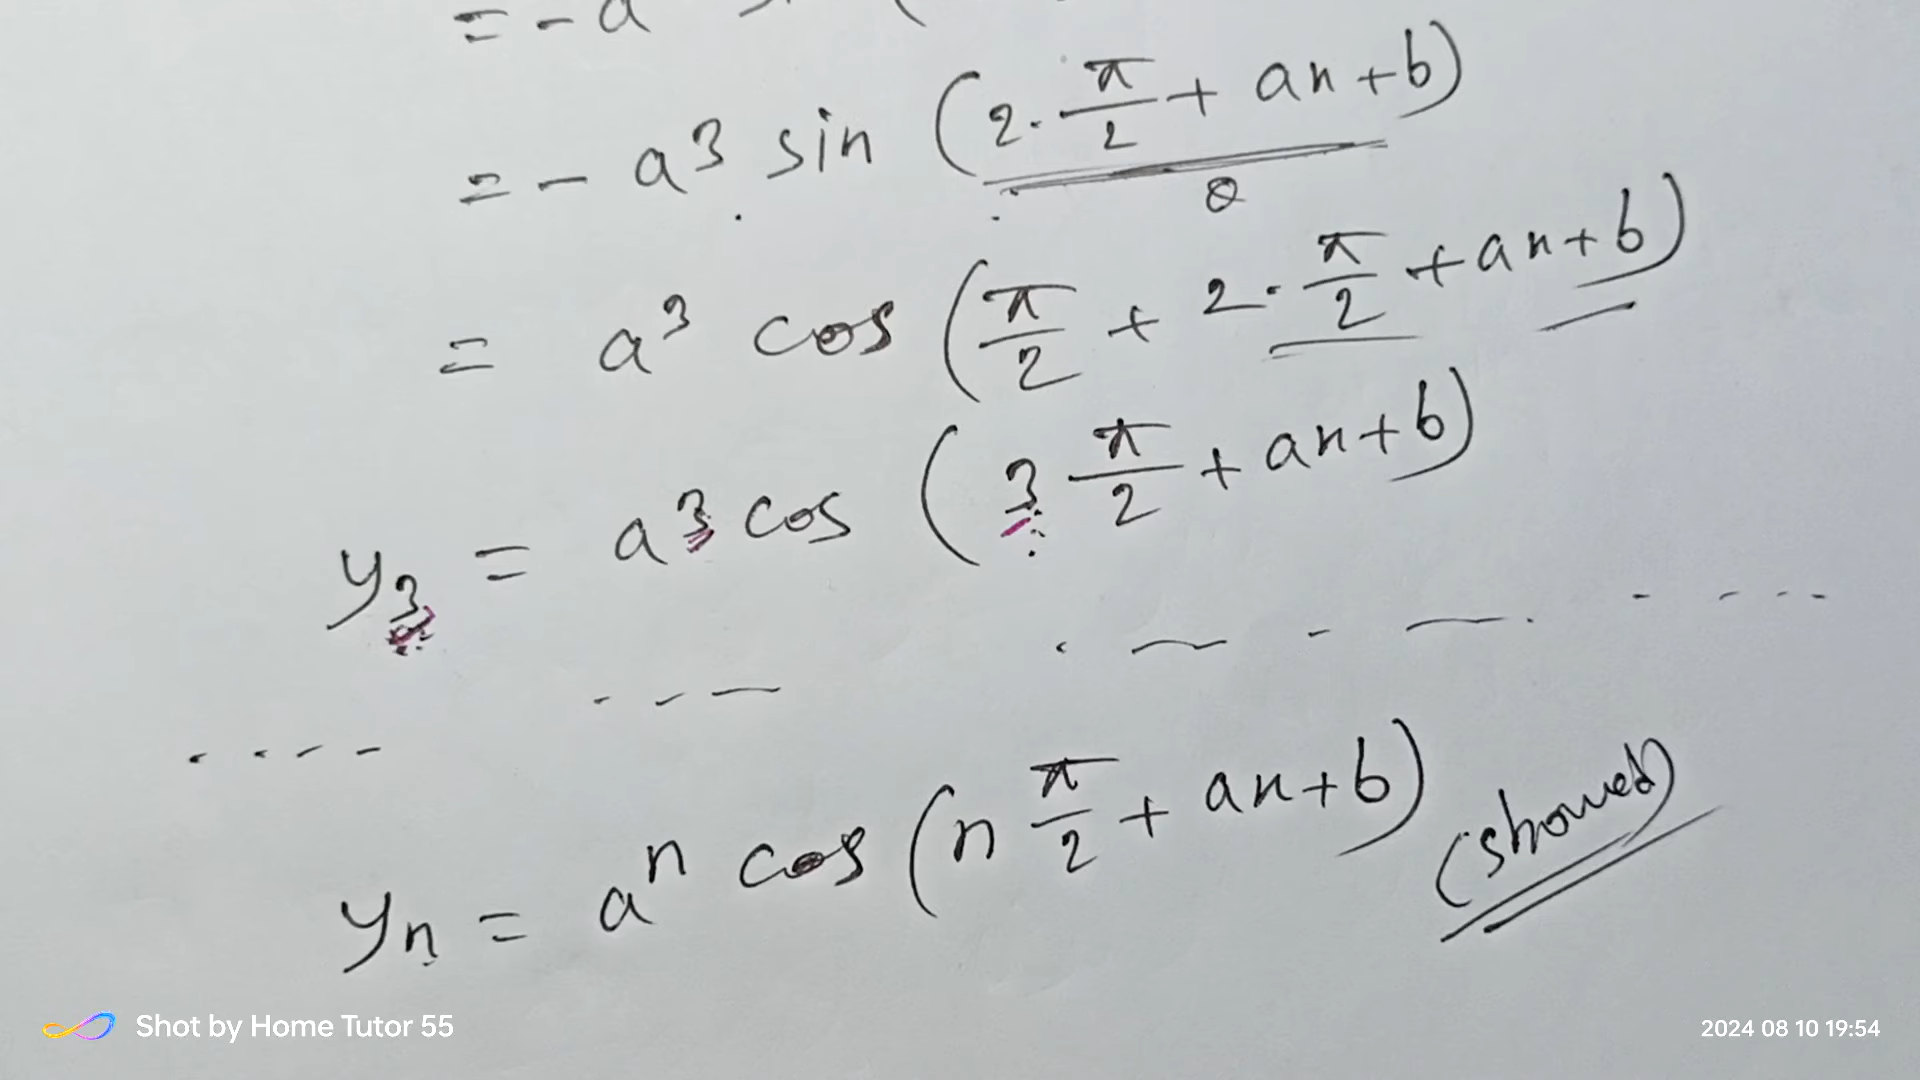 = - a
= - a³ sin (2·π/2 + ax+b)
θ
= a³ cos (π/2 + 2·π/2 + ax+b)
y₃ = a³ cos (3 π/2 + ax+b)
yₙ = aⁿ cos (n π/2 + ax+b) (showed)
Shot by Home Tutor 55
2024 08 10 19:54